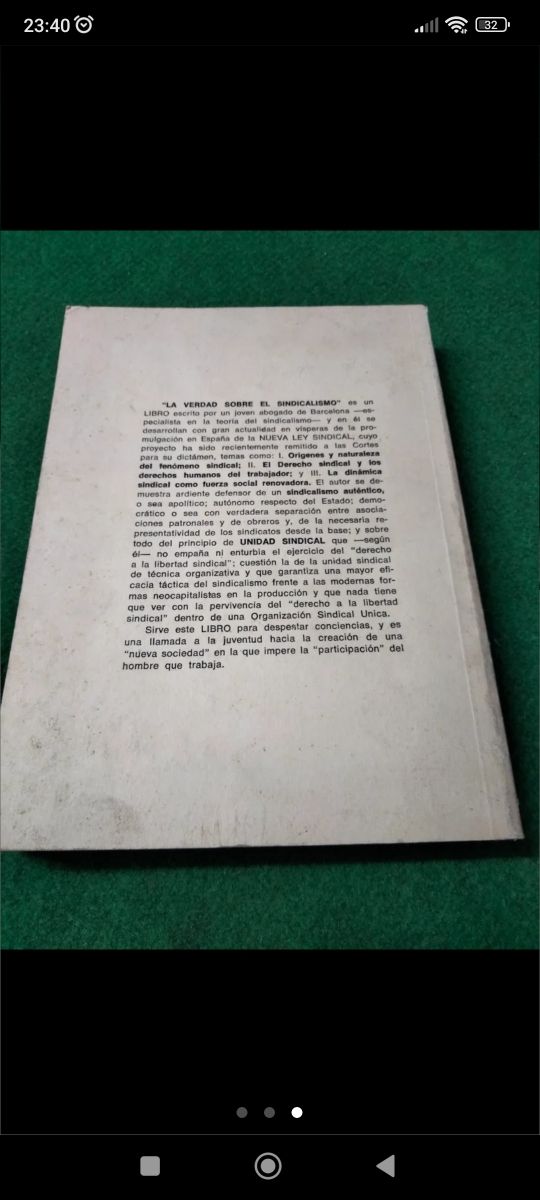 23:40
32
"LA VERDAD SOBRE EL SINDICALISMO" es un
LIBRO escrito por un joven abogado de Barcelona —es-
pecialista en la teoría del sindicalismo— y en él se
desarrollan con gran actualidad en vísperas de la pro-
mulgación en España de la NUEVA LEY SINDICAL, cuyo
proyecto ha sido recientemente remitido a las Cortes
para su dictámen, temas como: I. Orígenes y naturaleza
del fenómeno sindical; II. El Derecho sindical y los
derechos humanos del trabajador; y III. La dinámica
sindical como fuerza social renovadora. El autor se de-
muestra ardiente defensor de un sindicalismo auténtico,
o sea apolítico; autónomo respecto del Estado; demo-
crático o sea con verdadera separación entre asocia-
ciones patronales y de obreros y, de la necesaria re-
presentatividad de los sindicatos desde la base; y sobre
todo del principio de UNIDAD SINDICAL que —según
él— no empaña ni enturbia el ejercicio del "derecho
a la libertad sindical"; cuestión la de la unidad sindical
de técnica organizativa y que garantiza una mayor efi-
cacia táctica del sindicalismo frente a las modernas for-
mas neocapitalistas en la producción y que nada tiene
que ver con la pervivencia del "derecho a la libertad
sindical" dentro de una Organización Sindical Unica.
Sirve este LIBRO para despestar conciencias, y es
una llamada a la juventud hacia la creación de una
"nueva sociedad" en la que impere la "participación" del
hombre que trabaja.